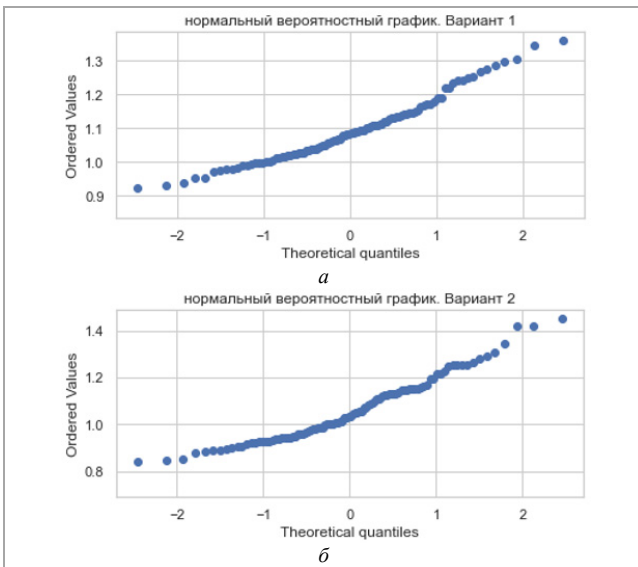 нормальный вероятностный график. Вариант 1
1.3
1.2
1.1
1.0
0.9
Ordered Values
−2 −1 0 1 2
Theoretical quantiles
а
нормальный вероятностный график. Вариант 2
1.4
1.2
1.0
0.8
Ordered Values
−2 −1 0 1 2
Theoretical quantiles
б